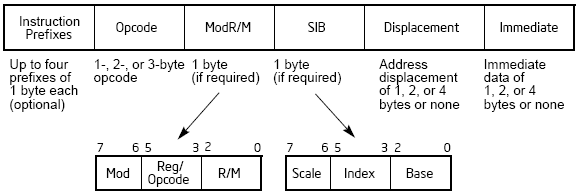 Instruction Prefixes
Opcode
ModR/M
SIB
Displacement
Immediate
Up to four
prefixes of
1 byte each
(optional)
1-, 2-, or 3-byte
opcode
1 byte
(if required)
1 byte
(if required)
Address
displacement
of 1, 2, or 4
bytes or none
Immediate
data of
1, 2, or 4
bytes or none
7 6 5 3 2 0
Mod
Reg/
Opcode
R/M
7 6 5 3 2 0
Scale
Index
Base